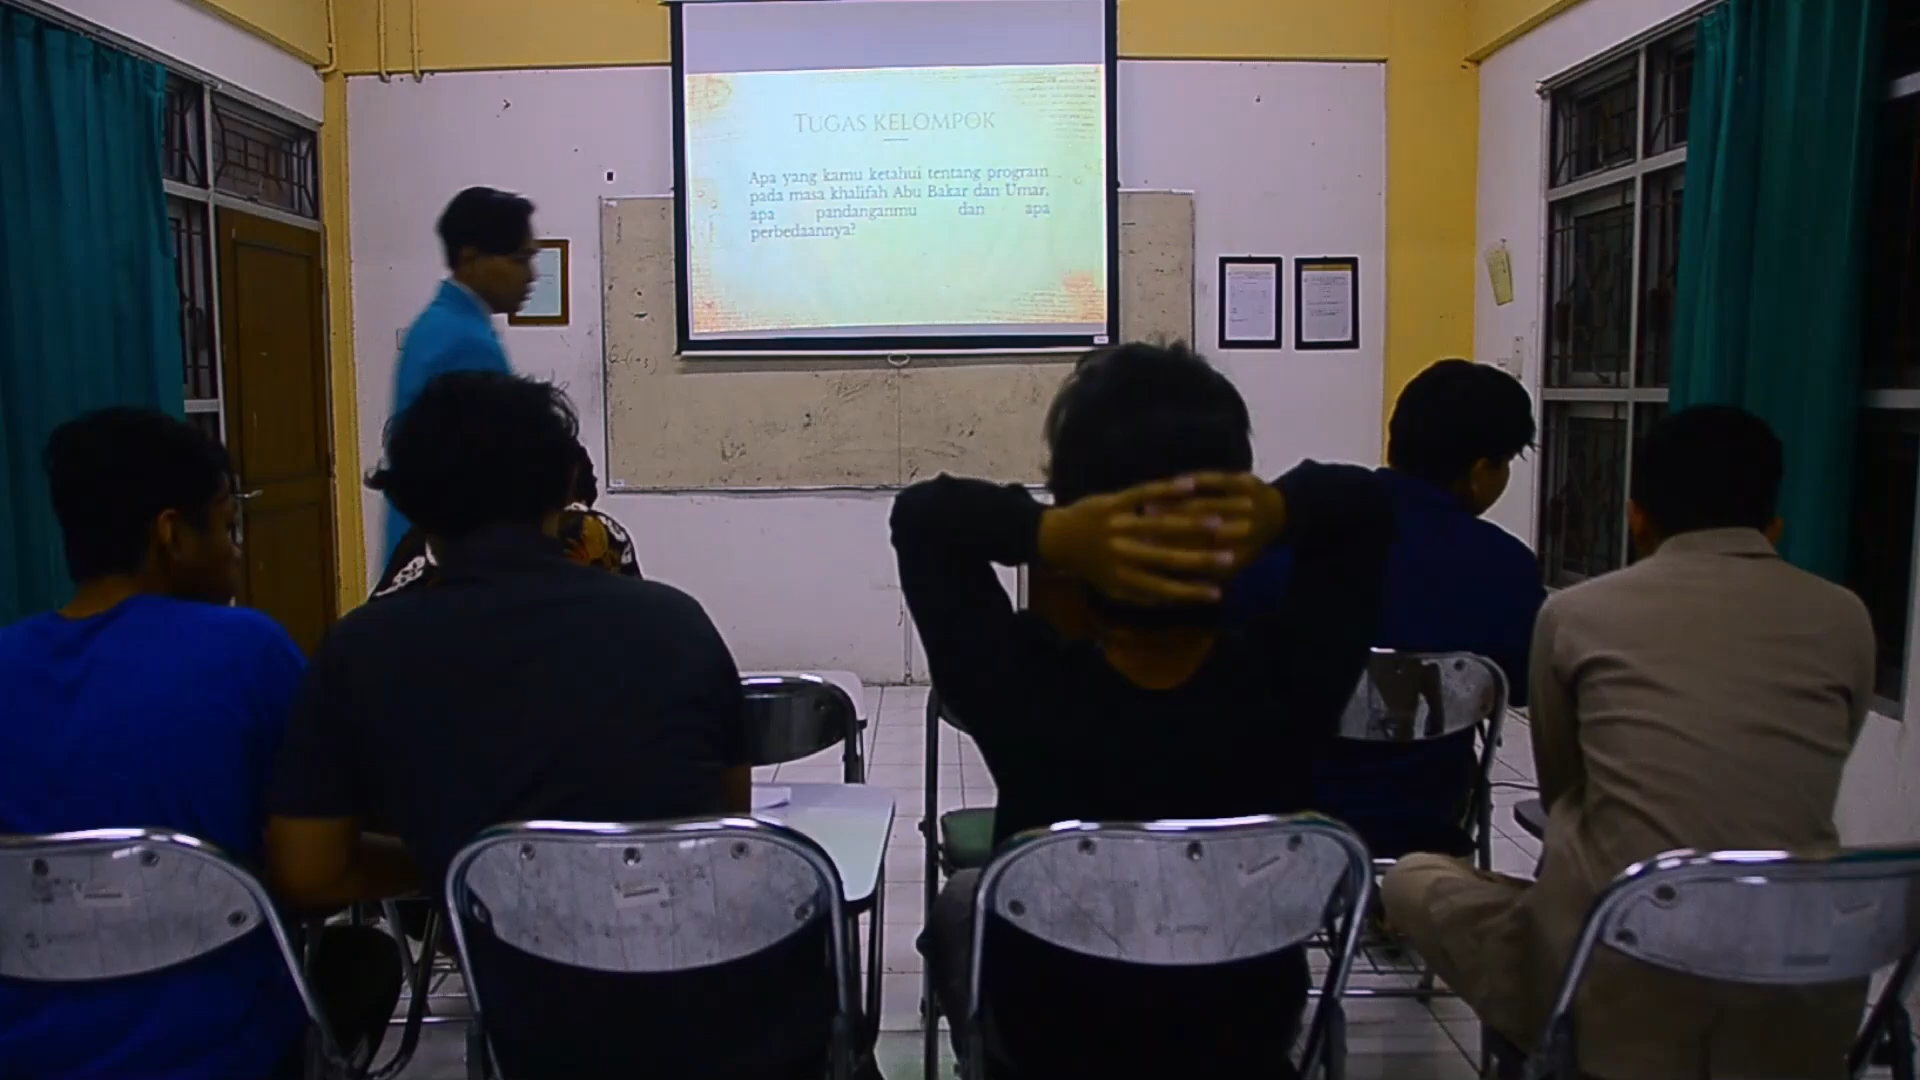 TUGAS KELOMPOK
Apa yang kamu ketahui tentang program
pada masa khalifah Abu Bakar dan Umar,
apa pandanganmu dan apa
perbedaannya?